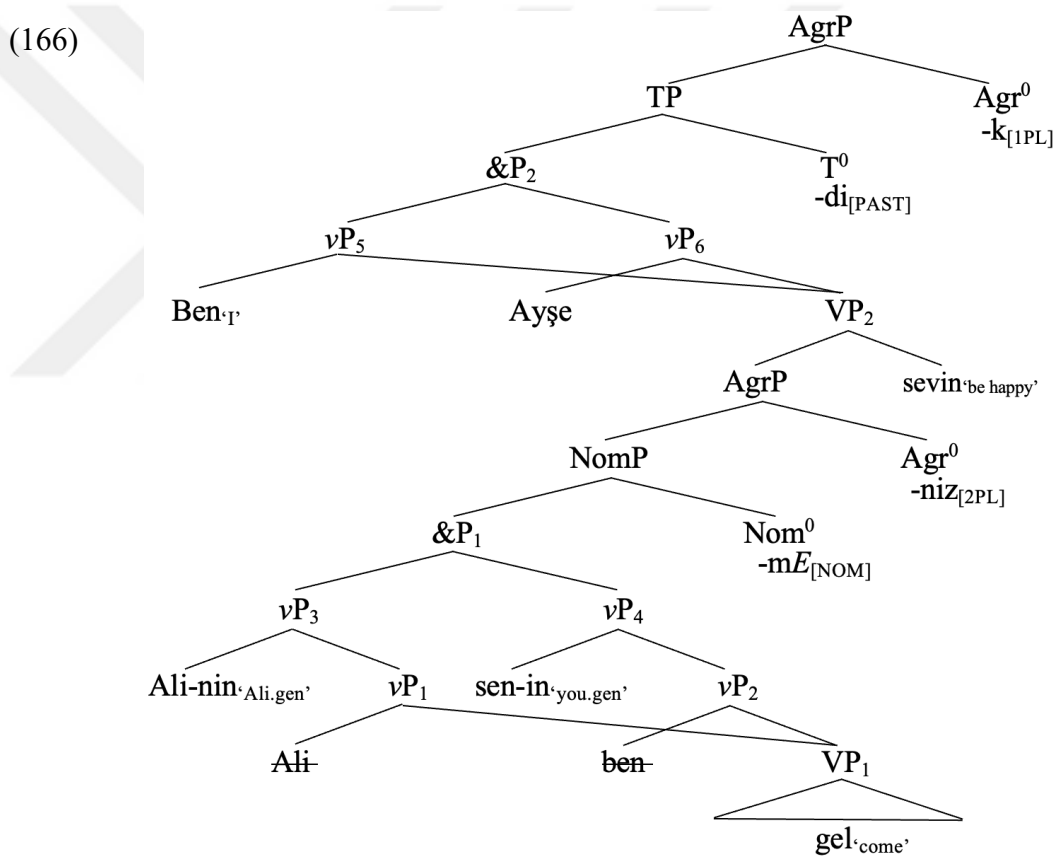 (166)
AgrP
TP Agr⁰
-k[1PL]
&P₂ T⁰
-di[PAST]
vP₅ vP₆
Ben‘I’ Ayşe VP₂
AgrP sevin‘be happy’
NomP Agr⁰
-niz[2PL]
&P₁ Nom⁰
-mE[NOM]
vP₃ vP₄
Ali-nin‘Ali.gen’ vP₁ sen-in‘you.gen’ vP₂
Ali ben VP₁
gel‘come’